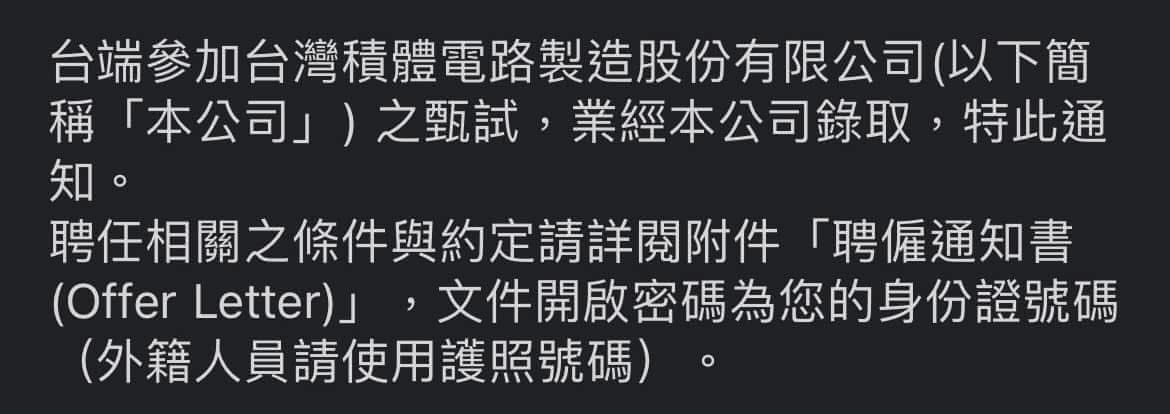 台端參加台灣積體電路製造股份有限公司(以下簡
稱「本公司」) 之甄試，業經本公司錄取，特此通
知。
聘任相關之條件與約定請詳閱附件「聘僱通知書
(Offer Letter)」，文件開啟密碼為您的身份證號碼
（外籍人員請使用護照號碼）。